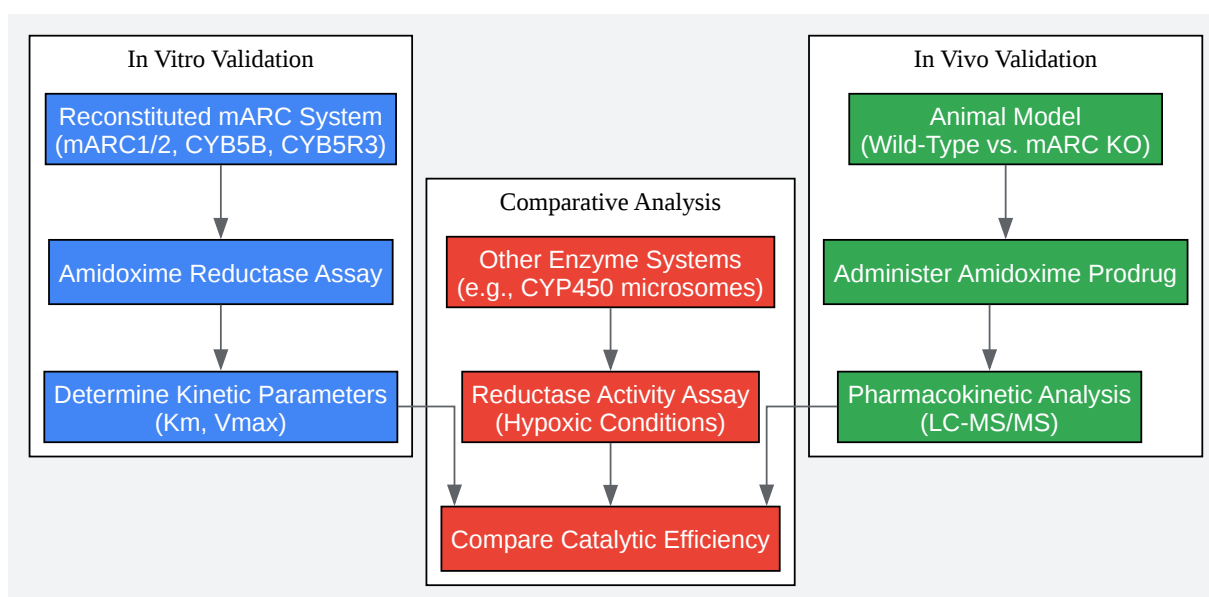 In Vitro Validation
Reconstituted mARC System
(mARC1/2, CYB5B, CYB5R3)
Amidoxime Reductase Assay
Determine Kinetic Parameters
(Km, Vmax)
Comparative Analysis
Other Enzyme Systems
(e.g., CYP450 microsomes)
Reductase Activity Assay
(Hypoxic Conditions)
Compare Catalytic Efficiency
In Vivo Validation
Animal Model
(Wild-Type vs. mARC KO)
Administer Amidoxime Prodrug
Pharmacokinetic Analysis
(LC-MS/MS)